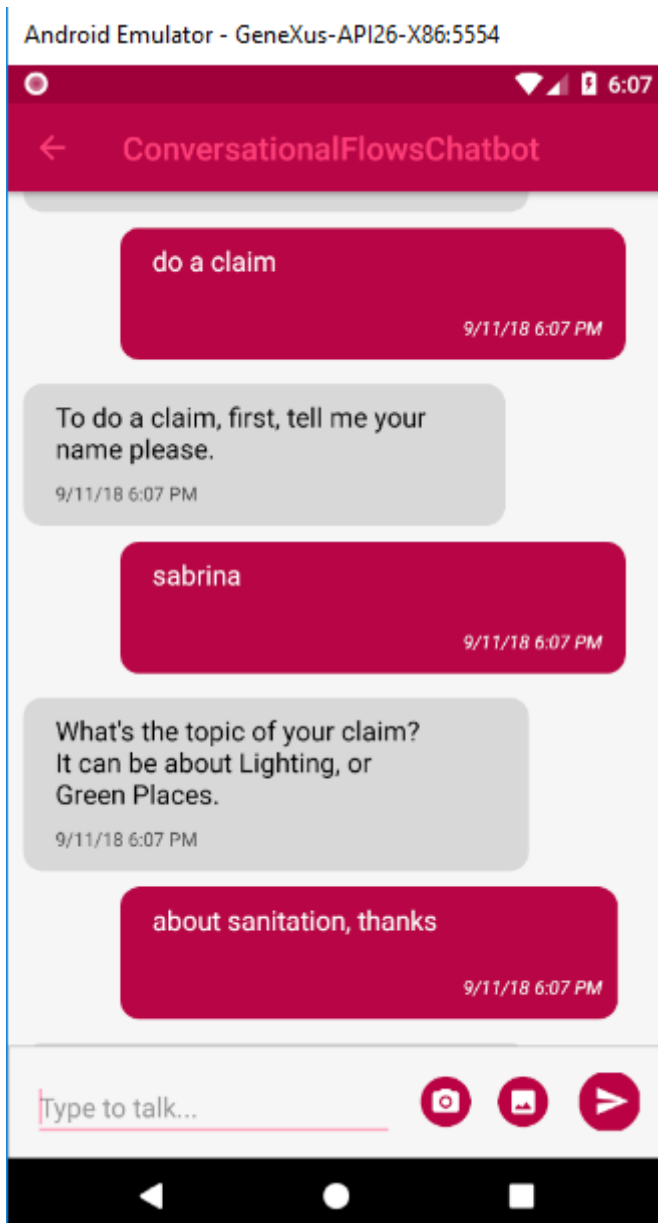 Android Emulator - GeneXus-API26-X86:5554
6:07
ConversationalFlowsChatbot
do a claim
9/11/18 6:07 PM
To do a claim, first, tell me your
name please.
9/11/18 6:07 PM
sabrina
9/11/18 6:07 PM
What's the topic of your claim?
It can be about Lighting, or
Green Places.
9/11/18 6:07 PM
about sanitation, thanks
9/11/18 6:07 PM
Type to talk...